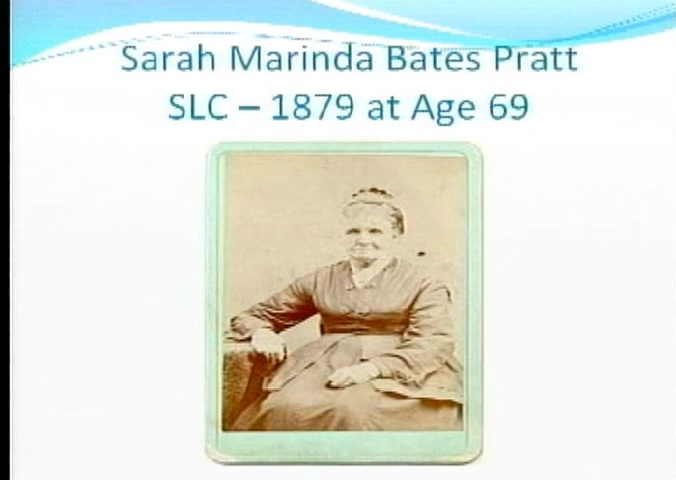 Sarah Marinda Bates Pratt
SLC – 1879 at Age 69